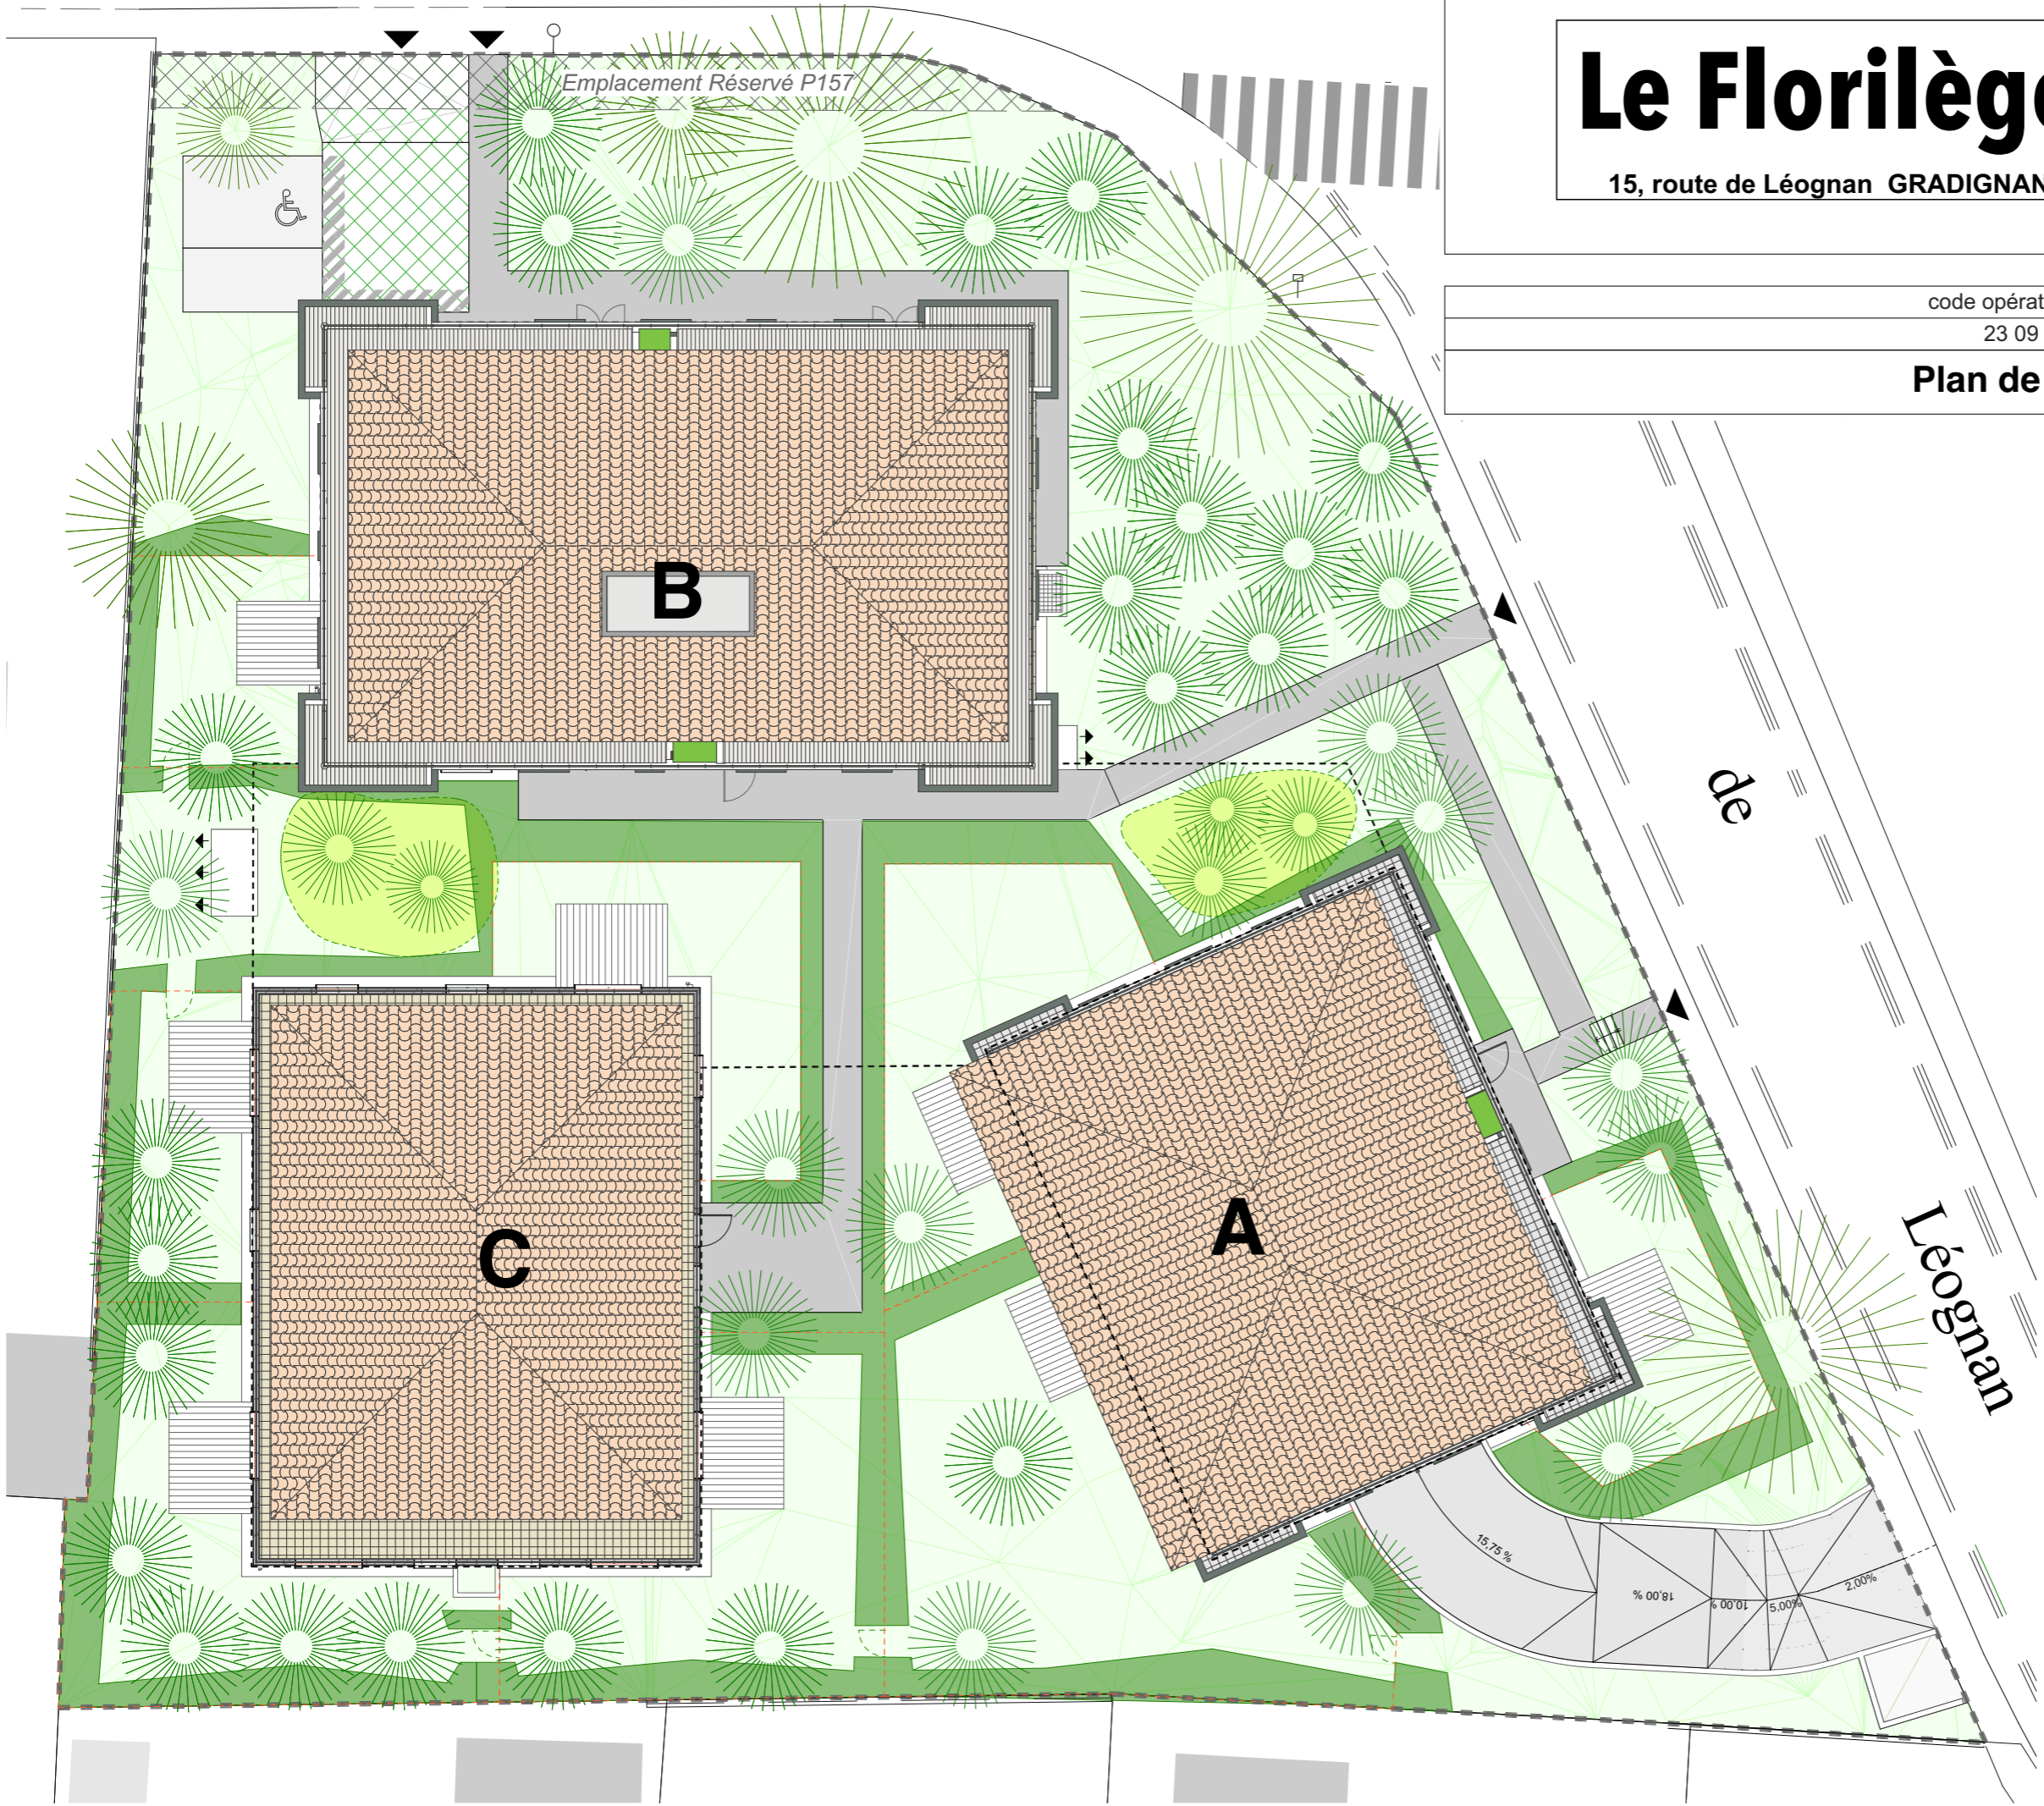 Emplacement Réservé P157
Le Florilège
15, route de Léognan GRADIGNAN
code opérat
23 09
Plan de
B
de
C
A
Léognan
15,75 %
18,00 %
10,00 %
5,00%
2,00%